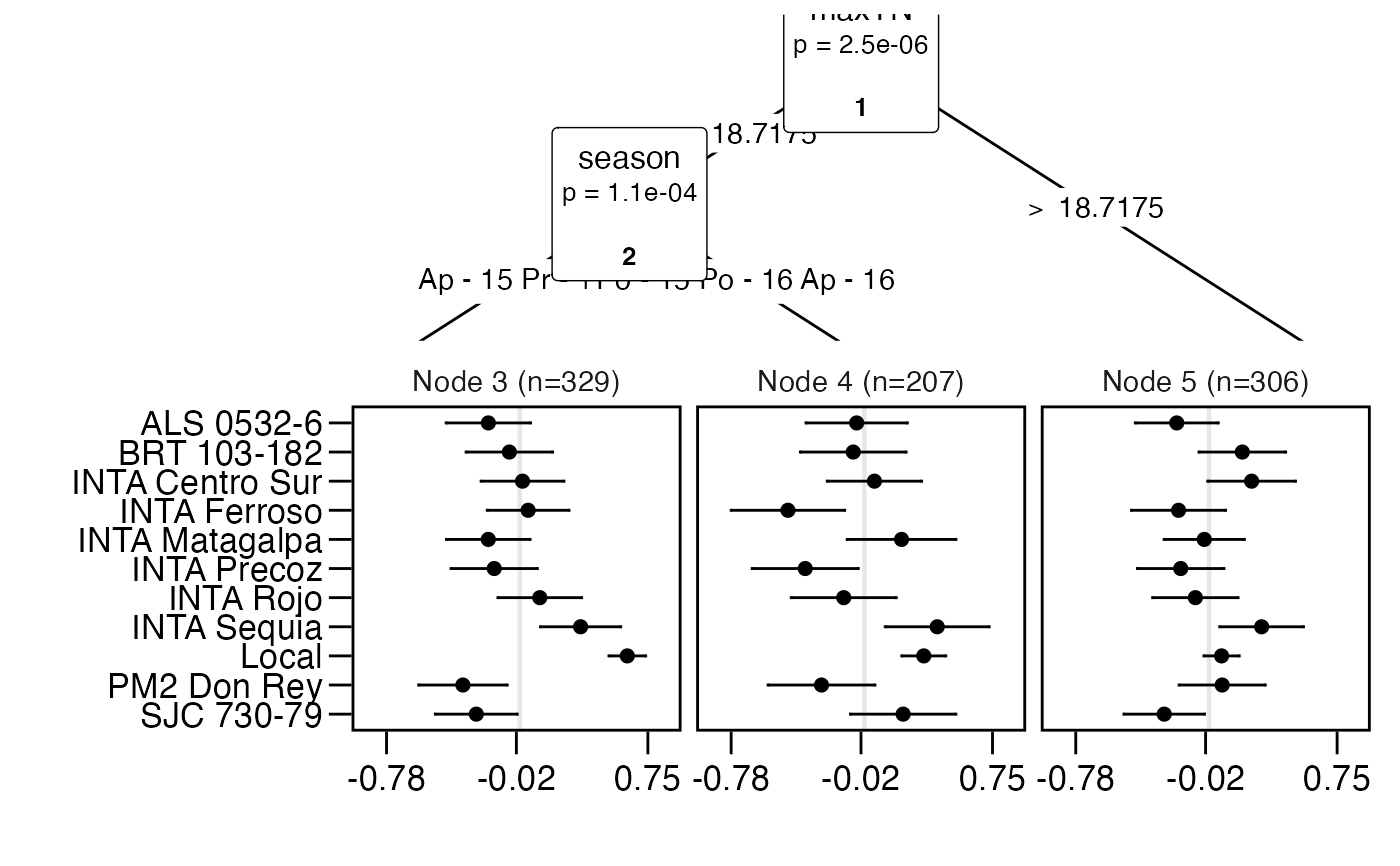 p = 2.5e-06
1
18.7175
season
p = 1.1e-04
> 18.7175
2
Ap - 15 Pr - 15 Po - 16 Ap - 16
Node 3 (n=329)
Node 4 (n=207)
Node 5 (n=306)
ALS 0532-6
BRT 103-182
INTA Centro Sur
INTA Ferroso
INTA Matagalpa
INTA Precoz
INTA Rojo
INTA Sequia
Local
PM2 Don Rey
SJC 730-79
-0.78 -0.02 0.75 -0.78 -0.02 0.75 -0.78 -0.02 0.75